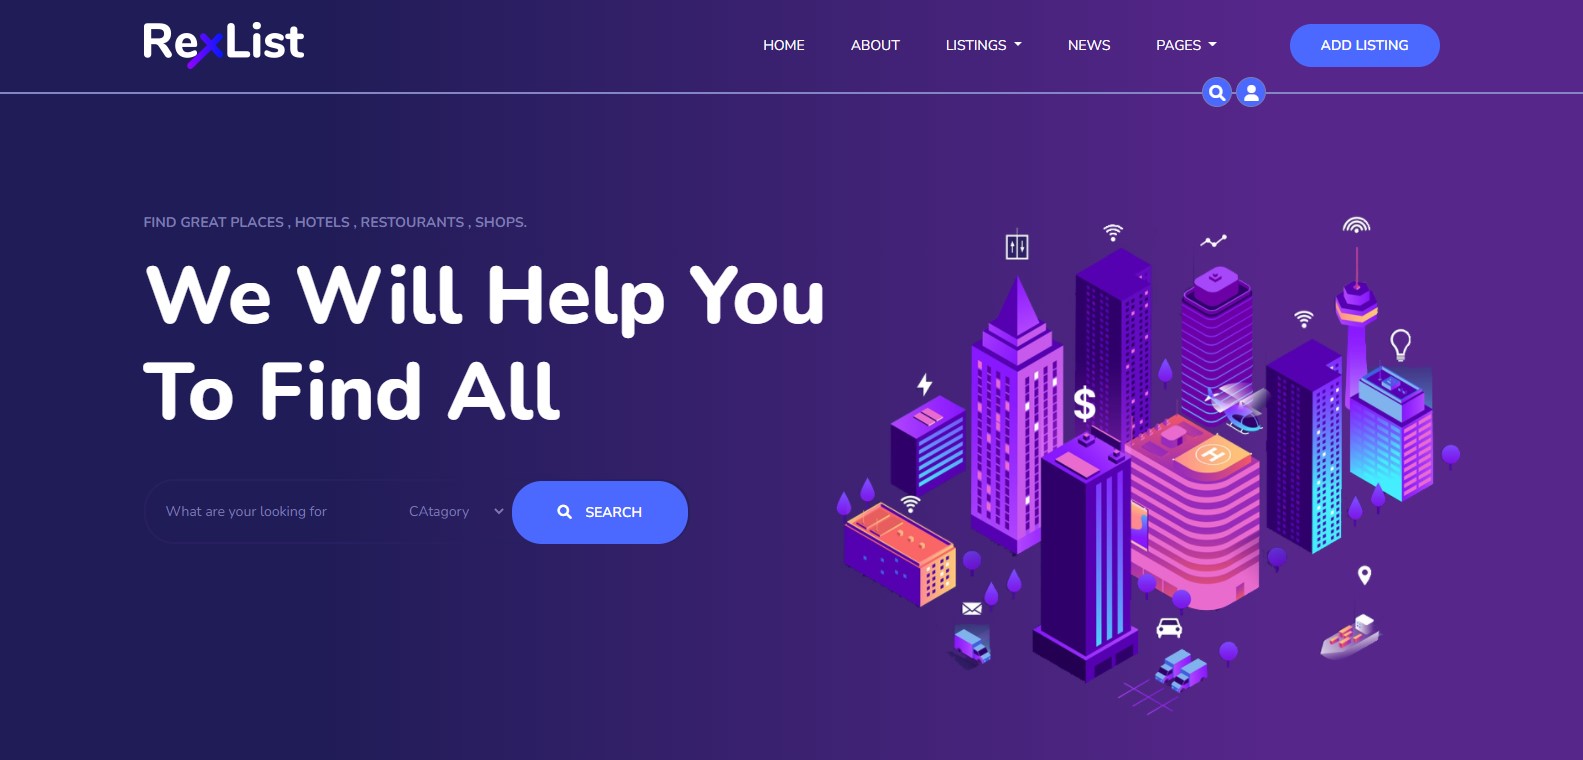 RexList
HOME ABOUT LISTINGS NEWS PAGES ADD LISTING
FIND GREAT PLACES , HOTELS , RESTOURANTS , SHOPS.
We Will Help You
To Find All
What are your looking for CAtagory SEARCH
$
H